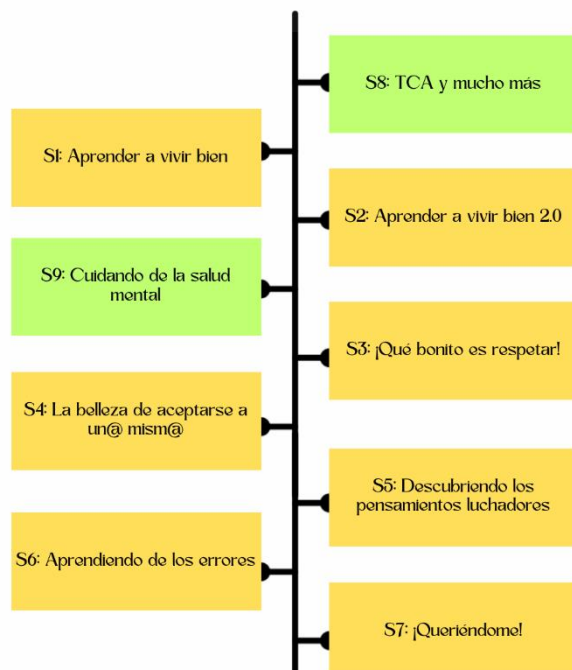 S8: TCA y mucho más
S1: Aprender a vivir bien
S2: Aprender a vivir bien 2.0
S9: Cuidando de la salud
mental
S3: ¡Qué bonito es respetar!
S4: La belleza de aceptarse a
un@ mism@
S5: Descubriendo los
pensamientos luchadores
S6: Aprendiendo de los errores
S7: ¡Queriéndome!